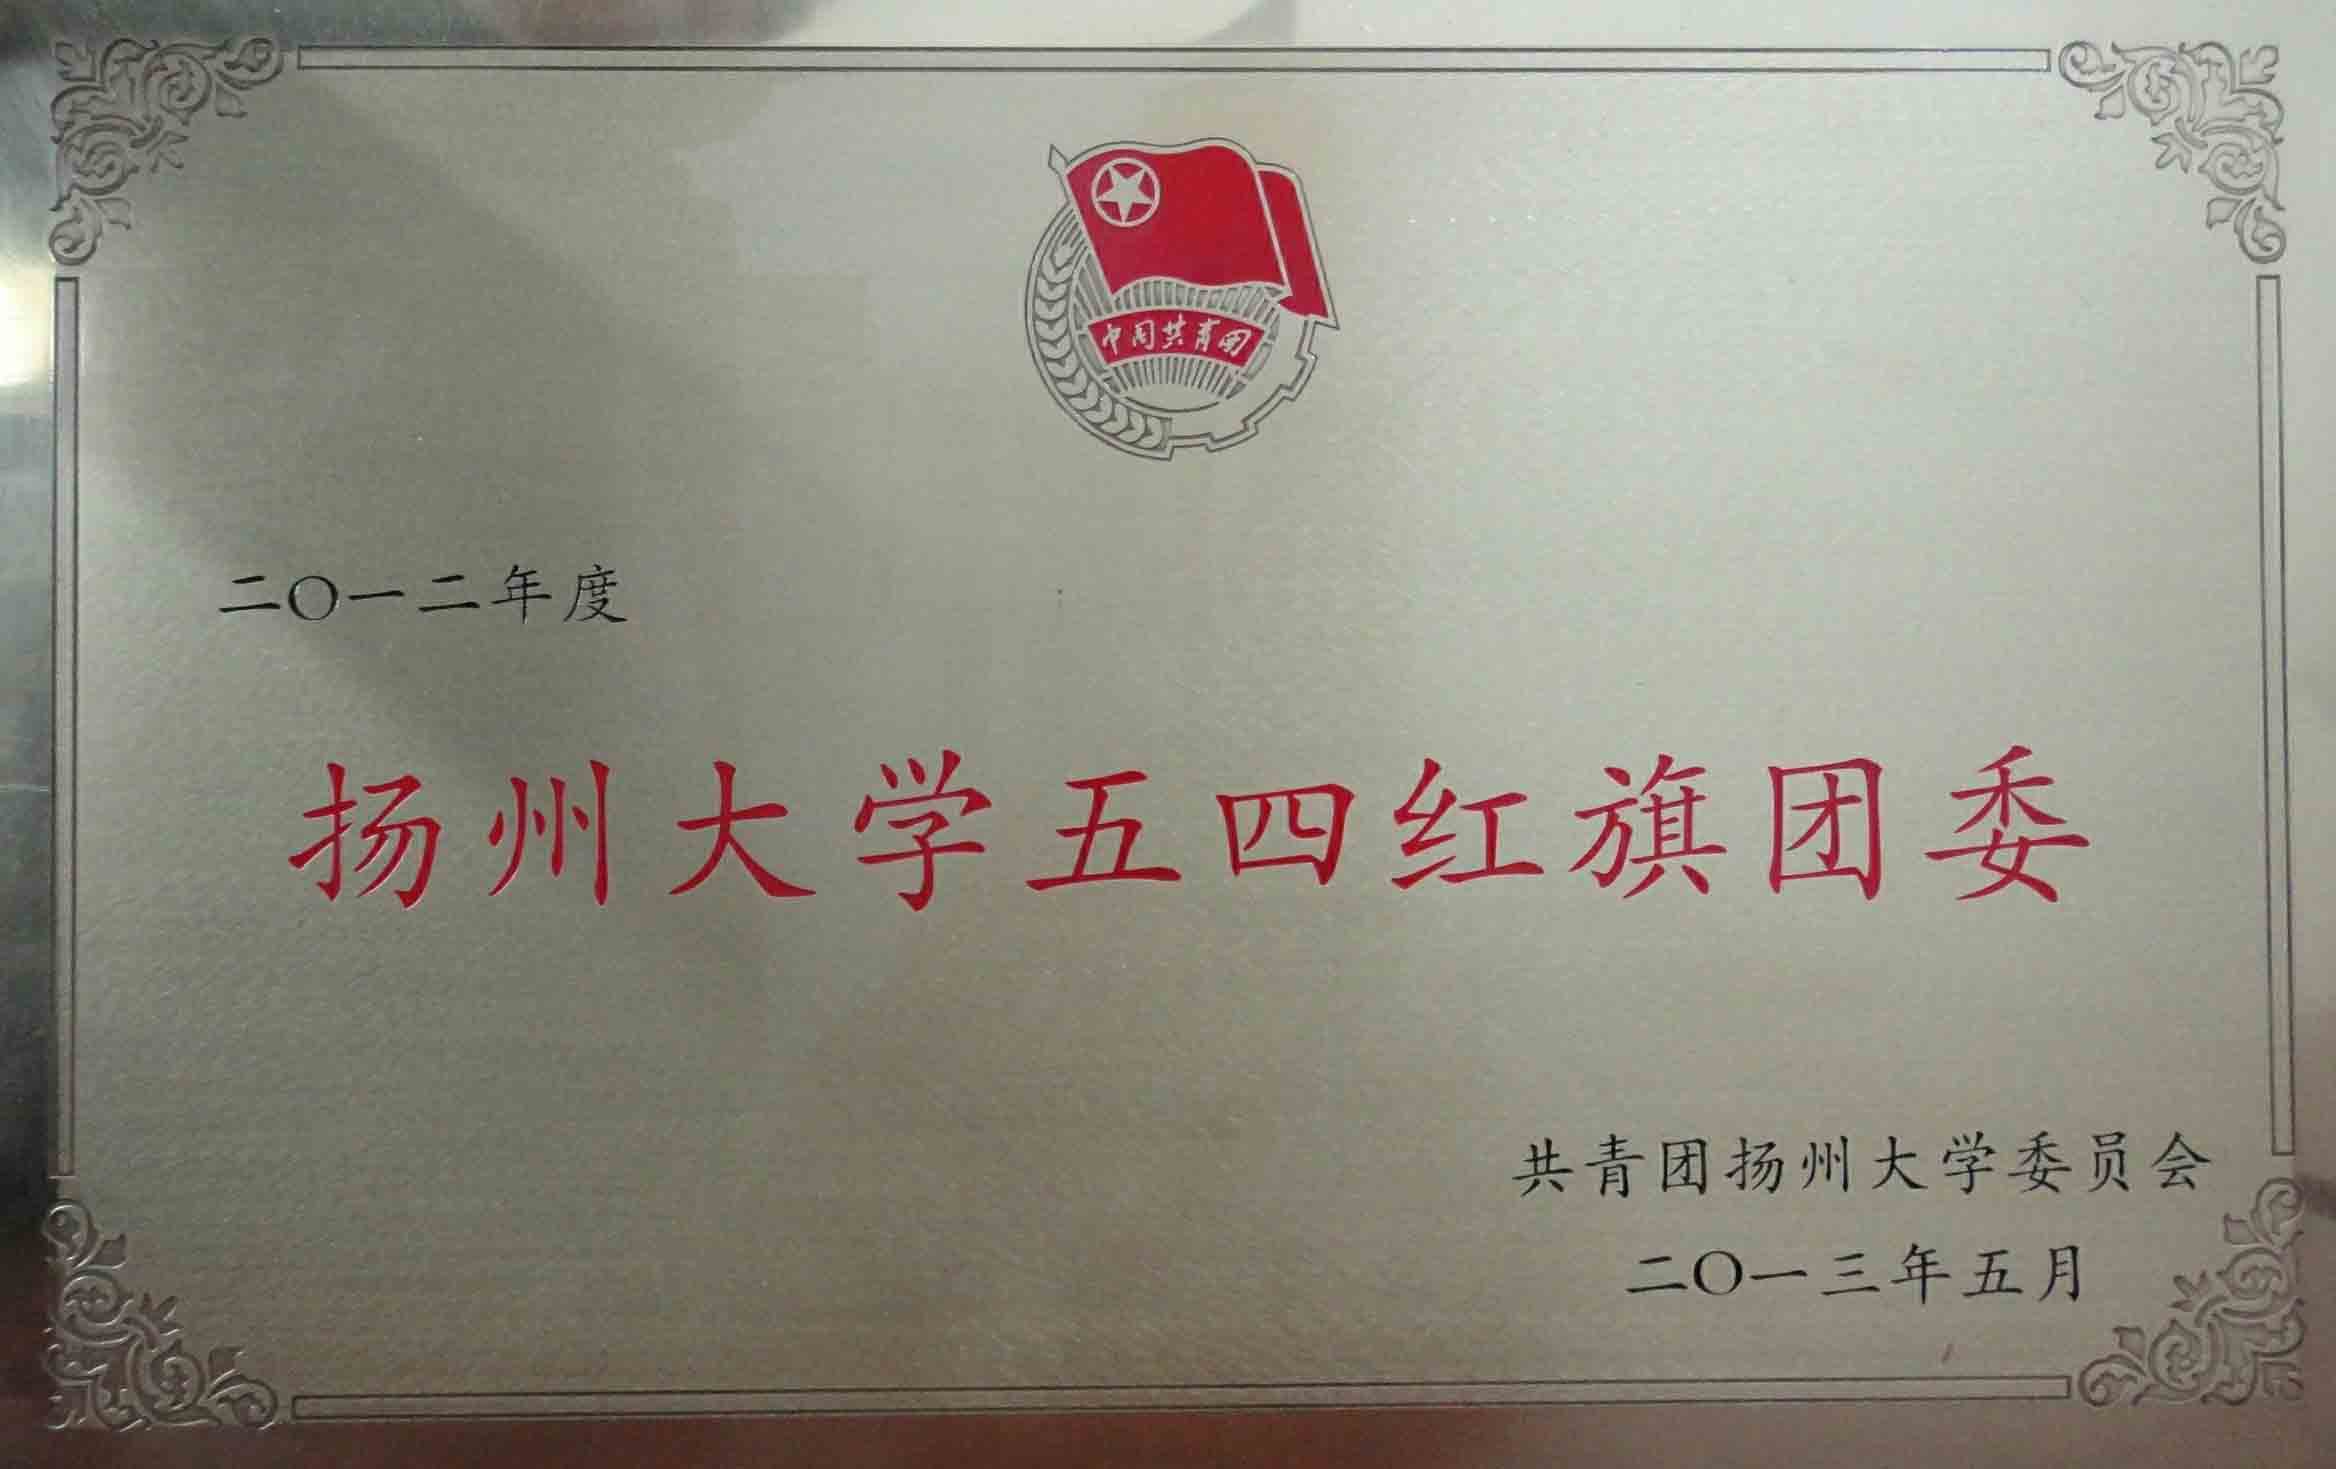 中国共青团
二〇一二年度
扬州大学五四红旗团委
共青团扬州大学委员会
二〇一三年五月